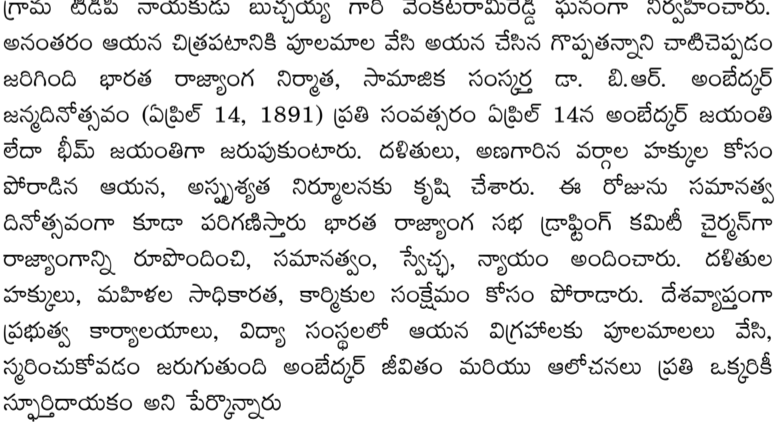 గ్రామ టిడిపి నాయకుడు బుచ్చయ్య గారి వెంకటరామిరెడ్డి ఘనంగా నిర్వహించారు.
అనంతరం ఆయన చిత్రపటానికి పూలమాల వేసి అయన చేసిన గొప్పతన్నాని చాటిచెప్పడం
జరిగింది భారత రాజ్యాంగ నిర్మాత, సామాజిక సంస్కర్త డా. బి.ఆర్. అంబేద్కర్
జన్మదినోత్సవం (ఏప్రిల్ 14, 1891) ప్రతి సంవత్సరం ఏప్రిల్ 14న అంబేద్కర్ జయంతి
లేదా భీమ్ జయంతిగా జరుపుకుంటారు. దళితులు, అణగారిన వర్గాల హక్కుల కోసం
పోరాడిన ఆయన, అస్పృశ్యత నిర్మూలనకు కృషి చేశారు. ఈ రోజును సమానత్వ
దినోత్సవంగా కూడా పరిగణిస్తారు భారత రాజ్యాంగ సభ డ్రాఫ్టింగ్ కమిటీ చైర్మన్‌గా
రాజ్యాంగాన్ని రూపొందించి, సమానత్వం, స్వేచ్ఛ, న్యాయం అందించారు. దళితుల
హక్కులు, మహిళల సాధికారత, కార్మికుల సంక్షేమం కోసం పోరాడారు. దేశవ్యాప్తంగా
ప్రభుత్వ కార్యాలయాలు, విద్యా సంస్థలలో ఆయన విగ్రహాలకు పూలమాలలు వేసి,
స్మరించుకోవడం జరుగుతుంది అంబేద్కర్ జీవితం మరియు ఆలోచనలు ప్రతి ఒక్కరికీ
స్ఫూర్తిదాయకం అని పేర్కొన్నారు